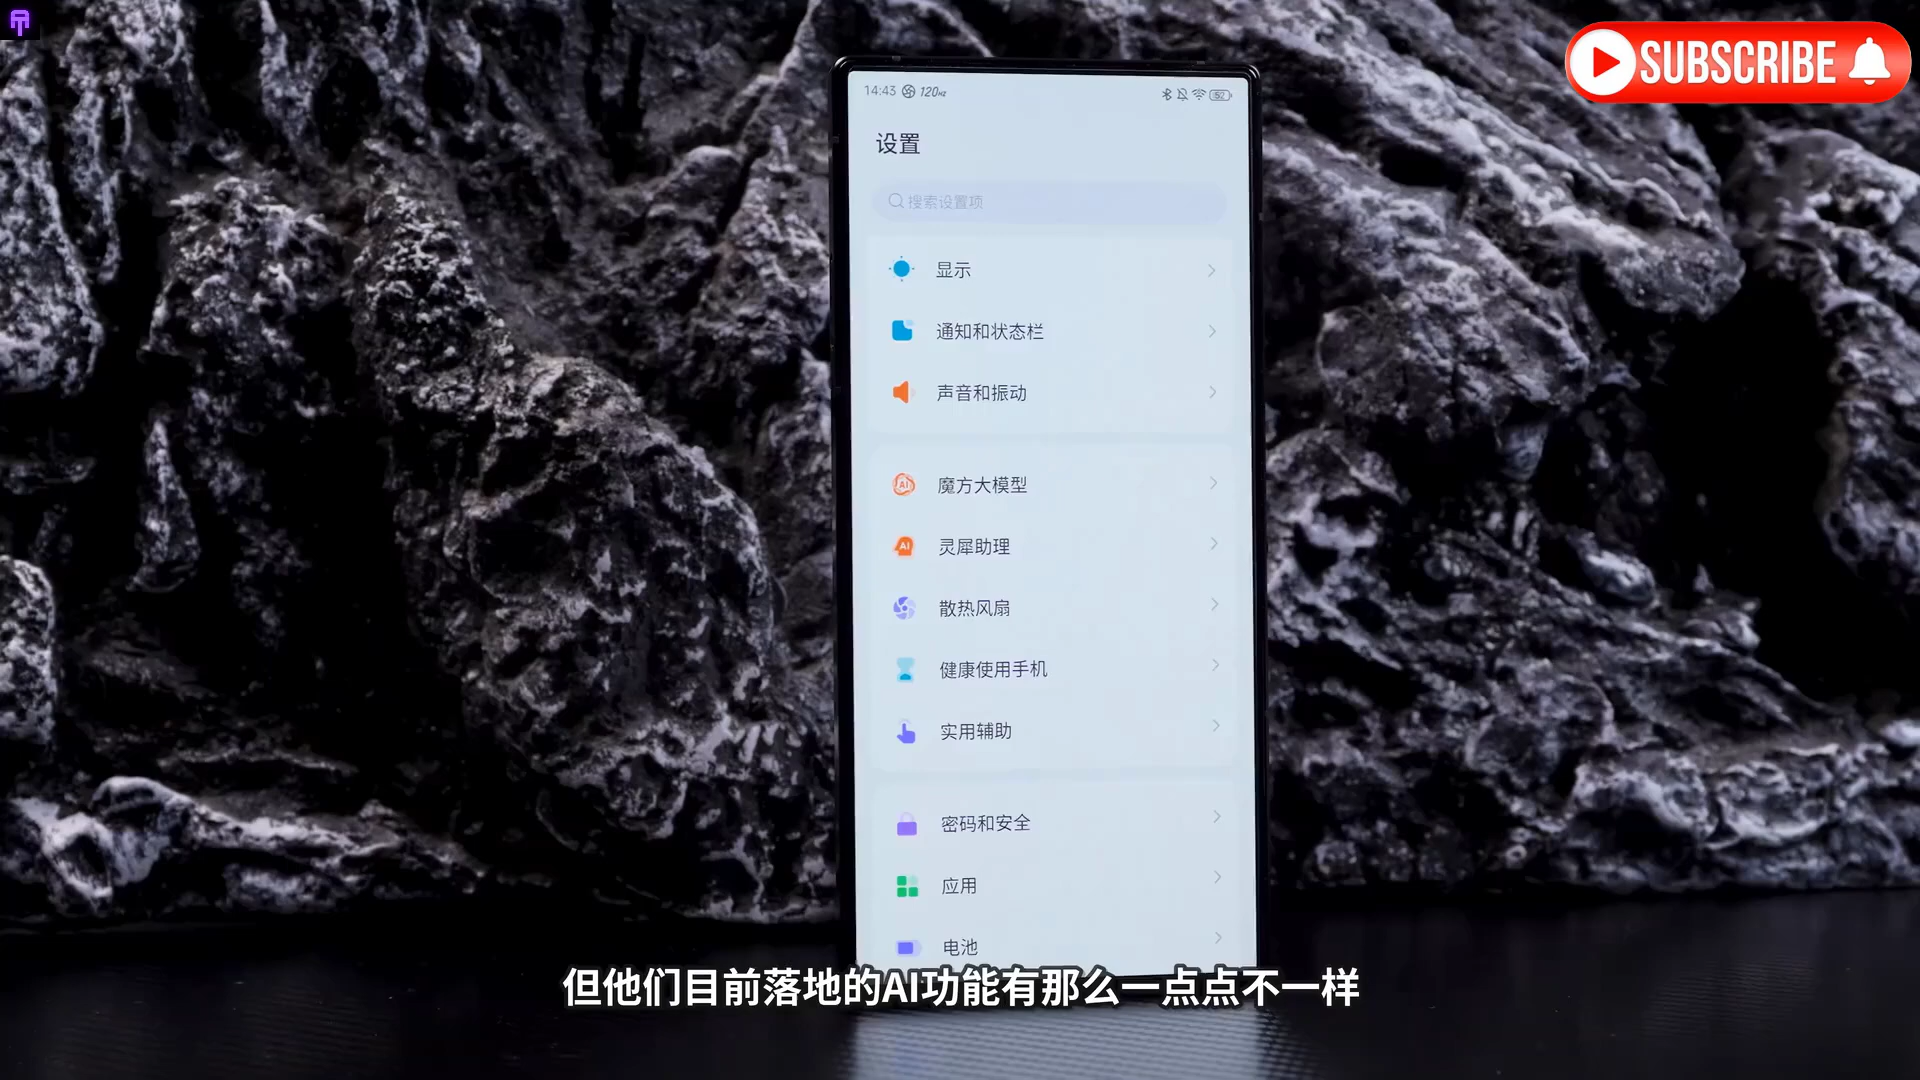 SUBSCRIBE
14:43 120Hz 52
设置
搜索设置项
显示
通知和状态栏
声音和振动
AI 魔方大模型
AI 灵犀助理
散热风扇
健康使用手机
实用辅助
密码和安全
应用
电池
但他们目前落地的AI功能有那么一点点不一样